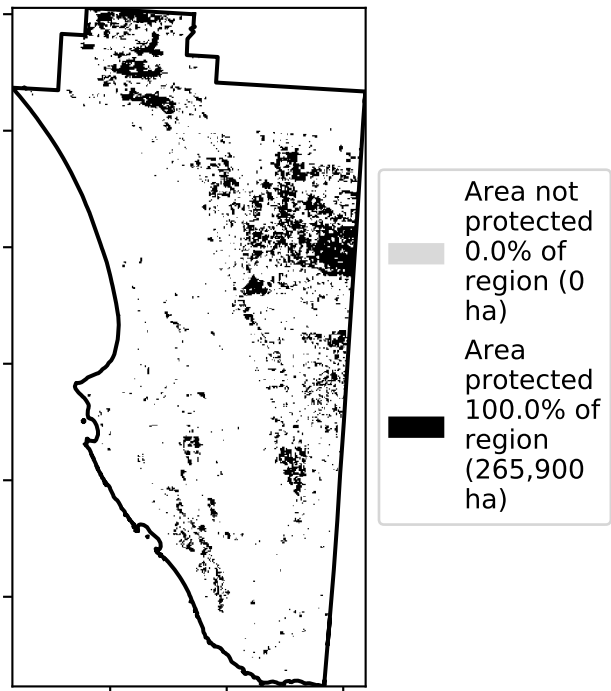 Area not
protected
0.0% of
region (0
ha)
Area
protected
100.0% of
region
(265,900
ha)